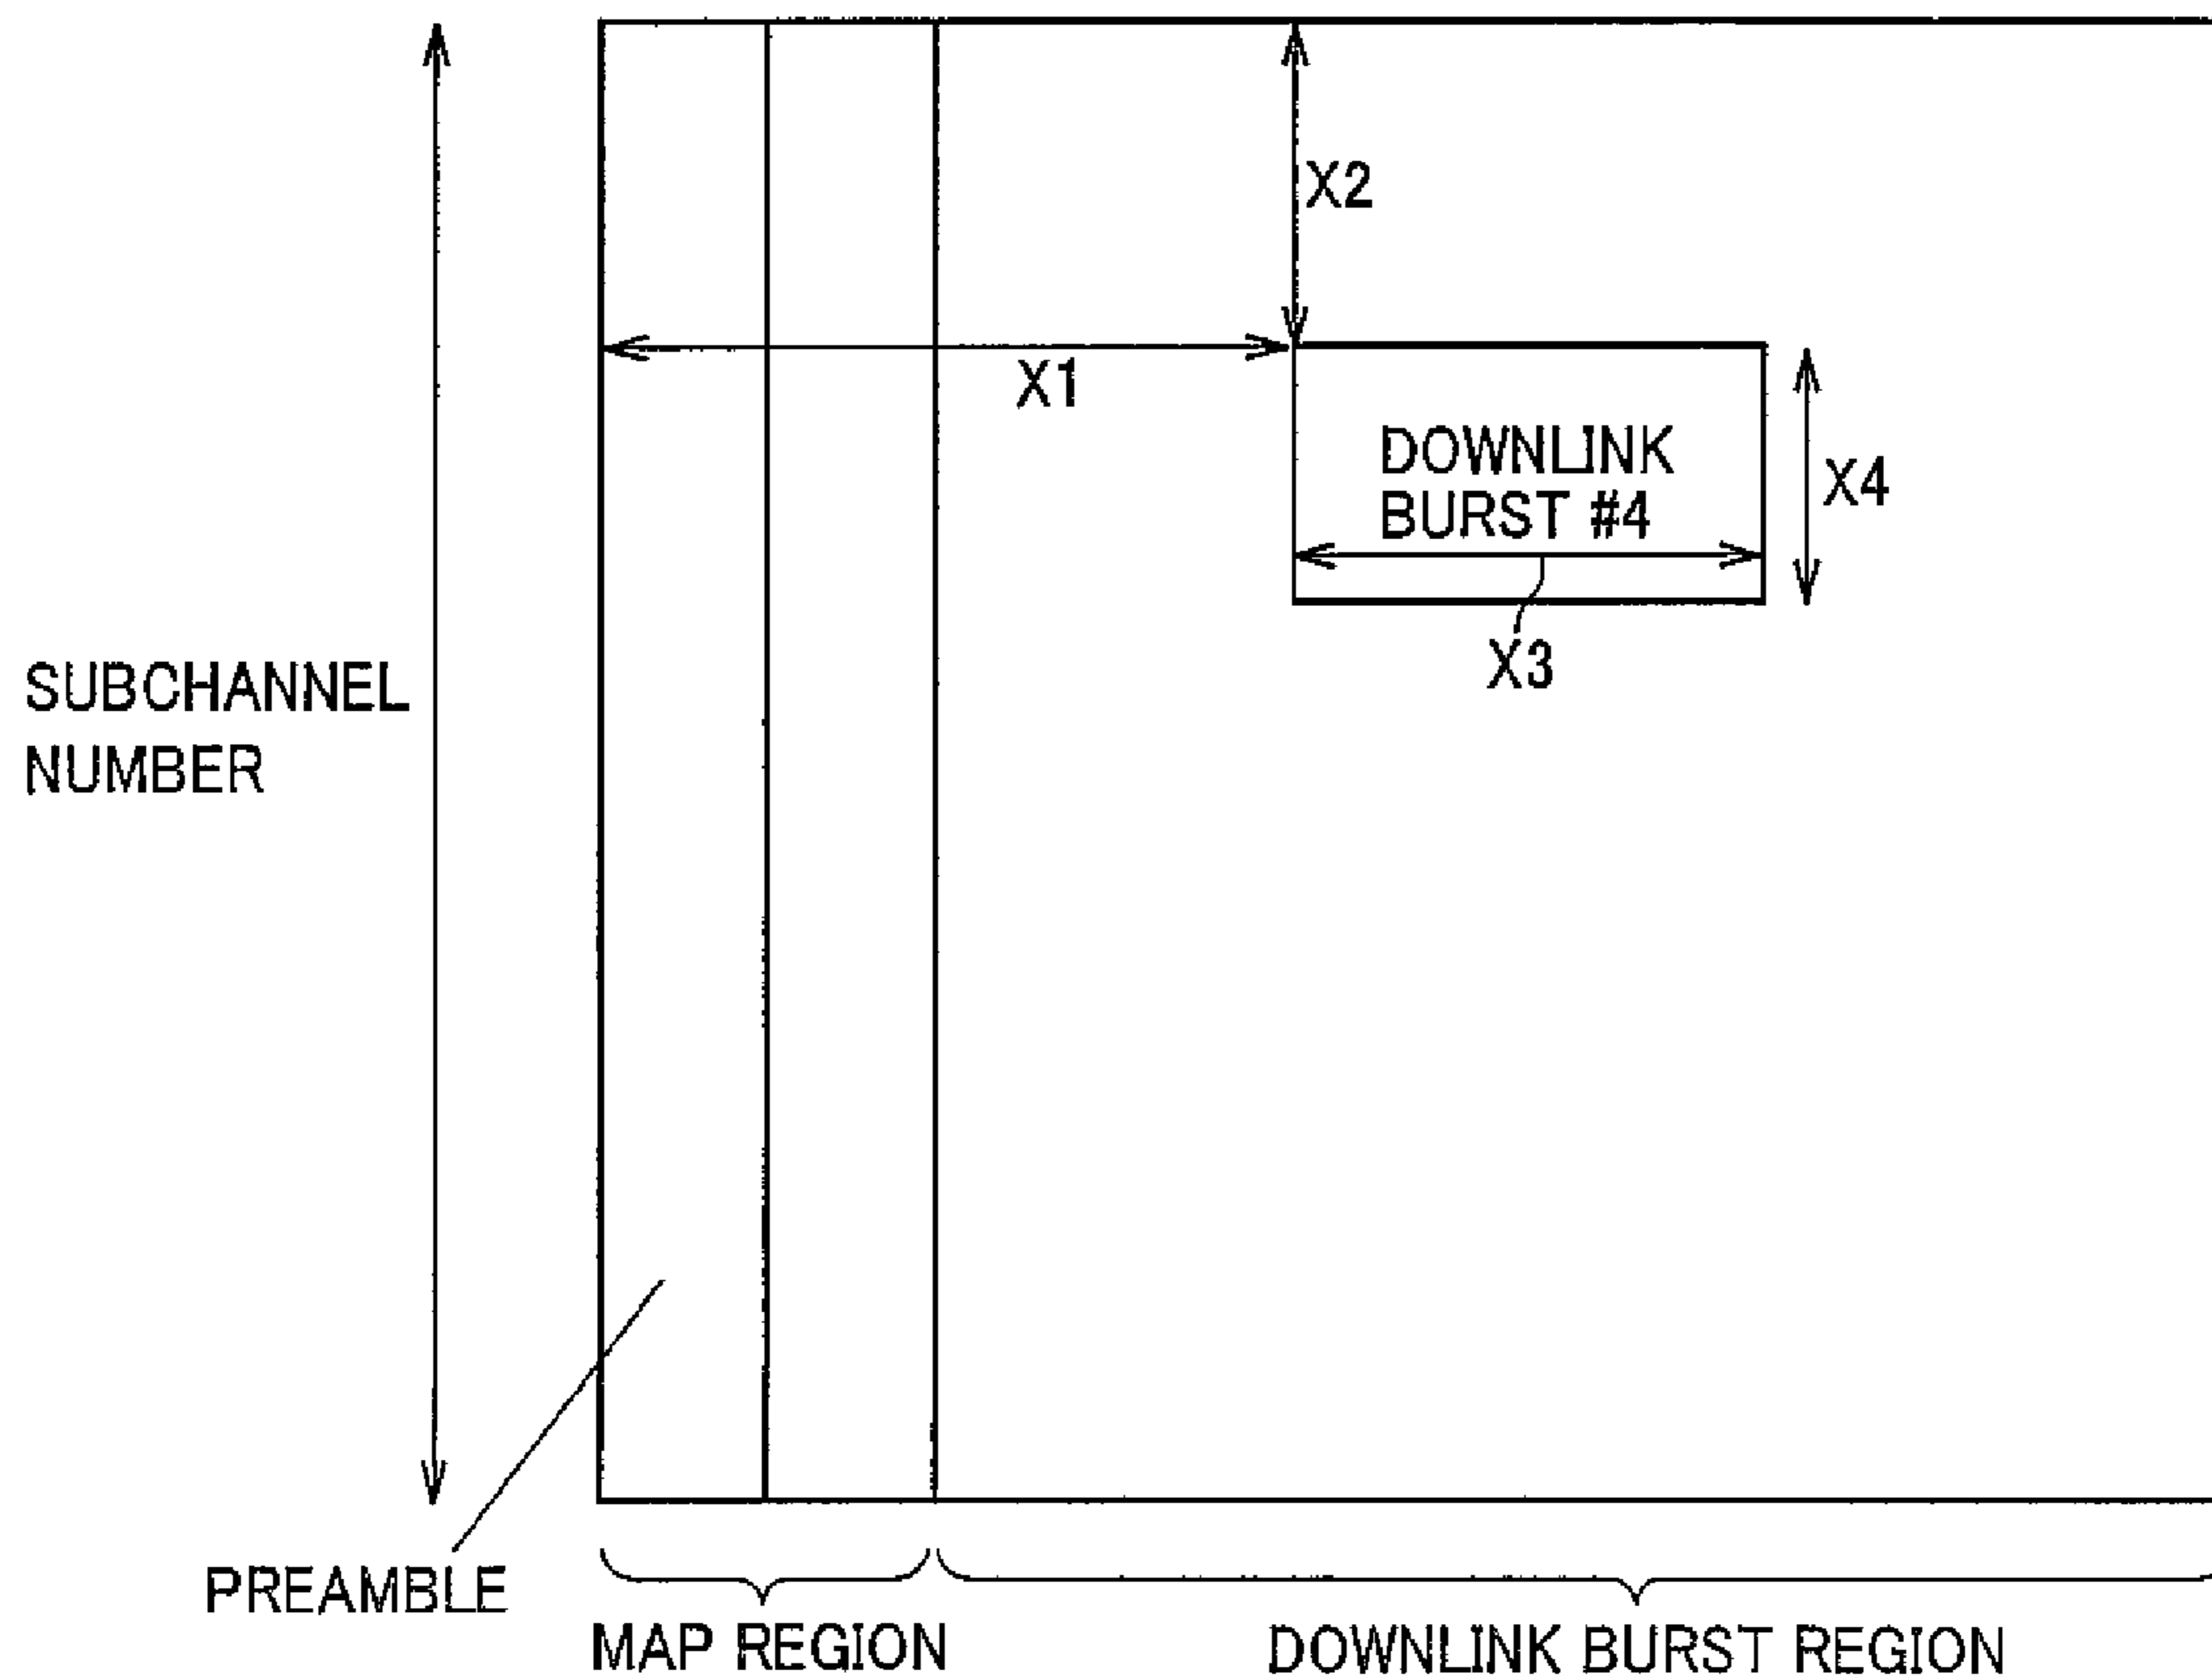 X2
X1
DOWNLINK
BURST #4
X4
X3
SUBCHANNEL
NUMBER
PREAMBLE
MAP REGION
DOWNLINK BURST REGION